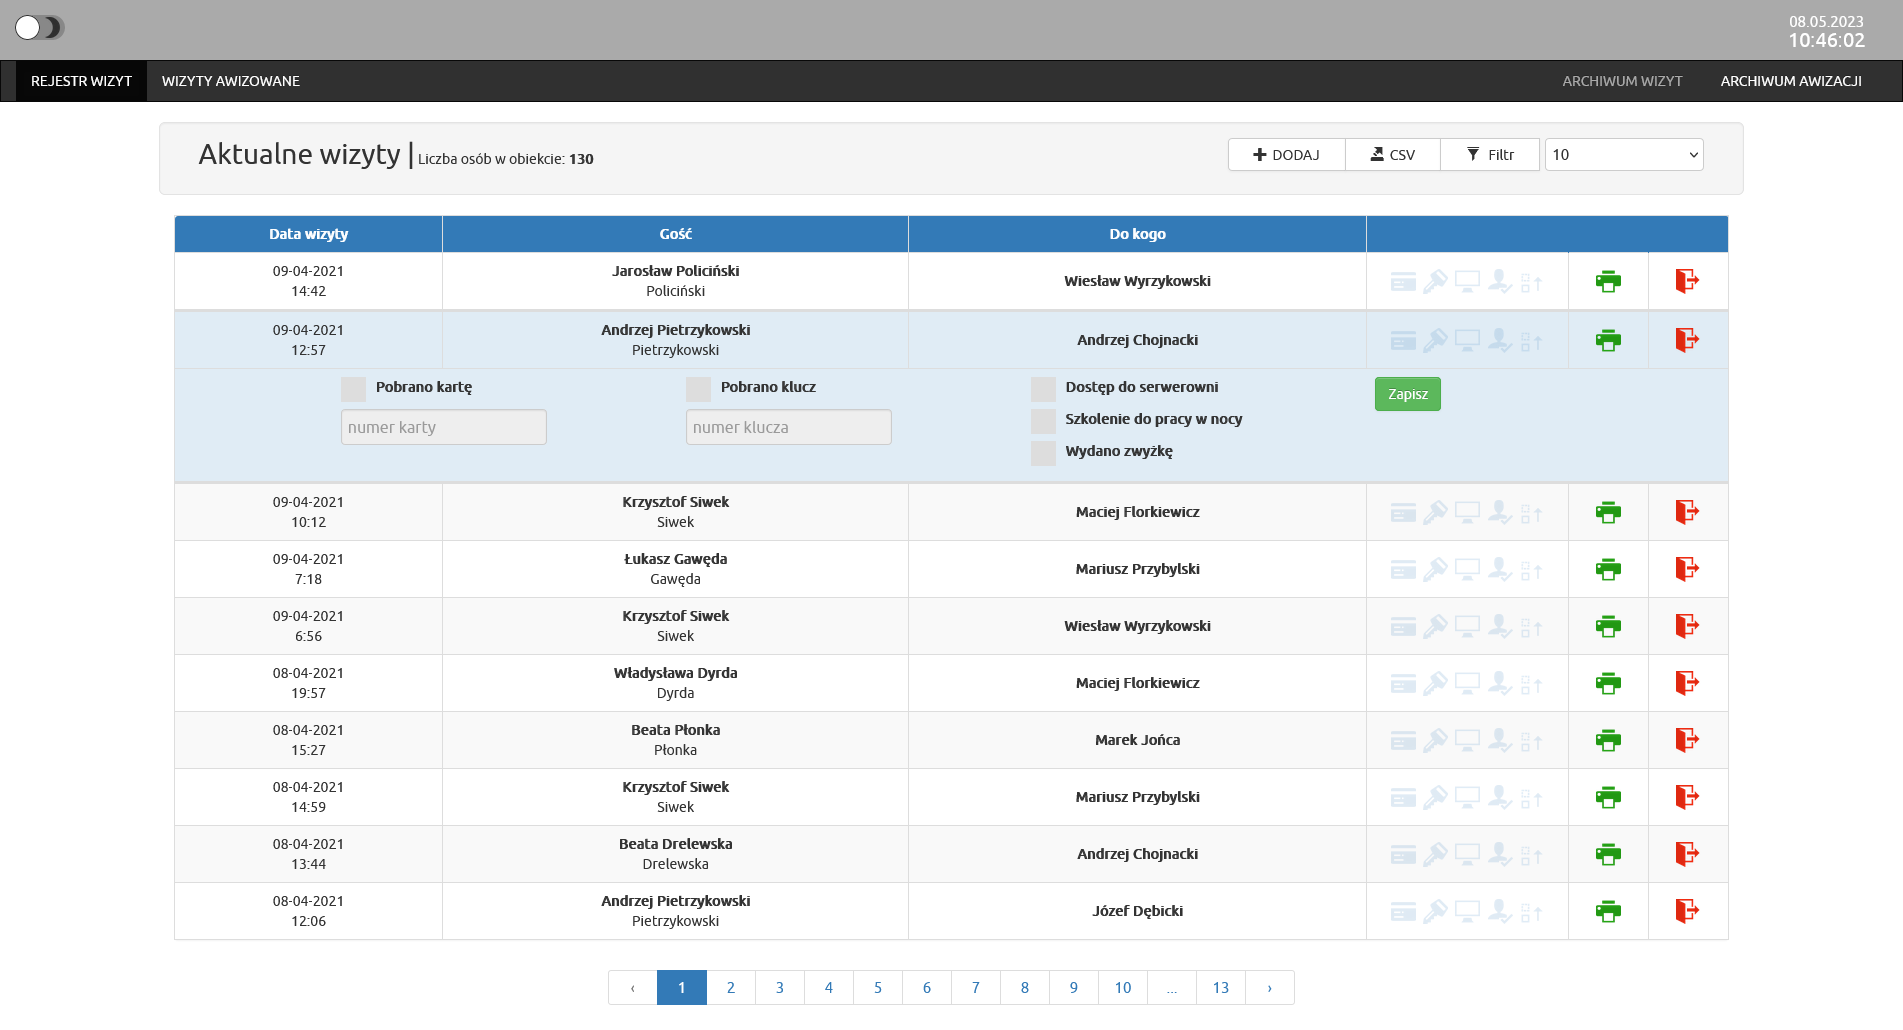 08.05.2023
10:46:02
REJESTR WIZYT WIZYTY AWIZOWANE ARCHIWUM WIZYT ARCHIWUM AWIZACJI
Aktualne wizyty | Liczba osób w obiekcie: 130 DODAJ CSV Filtr 10
Data wizyty Gość Do kogo
09-04-2021 14:42 Jarosław Policiński Policiński Wiesław Wyrzykowski
09-04-2021 12:57 Andrzej Pietrzykowski Pietrzykowski Andrzej Chojnacki
Pobrano kartę Pobrano klucz Dostęp do serwerowni Zapisz
numer karty numer klucza Szkolenie do pracy w nocy
Wydano zwyżkę
09-04-2021 10:12 Krzysztof Siwek Siwek Maciej Florkiewicz
09-04-2021 7:18 Łukasz Gawęda Gawęda Mariusz Przybylski
09-04-2021 6:56 Krzysztof Siwek Siwek Wiesław Wyrzykowski
08-04-2021 19:57 Władysława Dyrda Dyrda Maciej Florkiewicz
08-04-2021 15:27 Beata Płonka Płonka Marek Jońca
08-04-2021 14:59 Krzysztof Siwek Siwek Mariusz Przybylski
08-04-2021 13:44 Beata Drelewska Drelewska Andrzej Chojnacki
08-04-2021 12:06 Andrzej Pietrzykowski Pietrzykowski Józef Dębicki
‹ 1 2 3 4 5 6 7 8 9 10 ... 13 ›